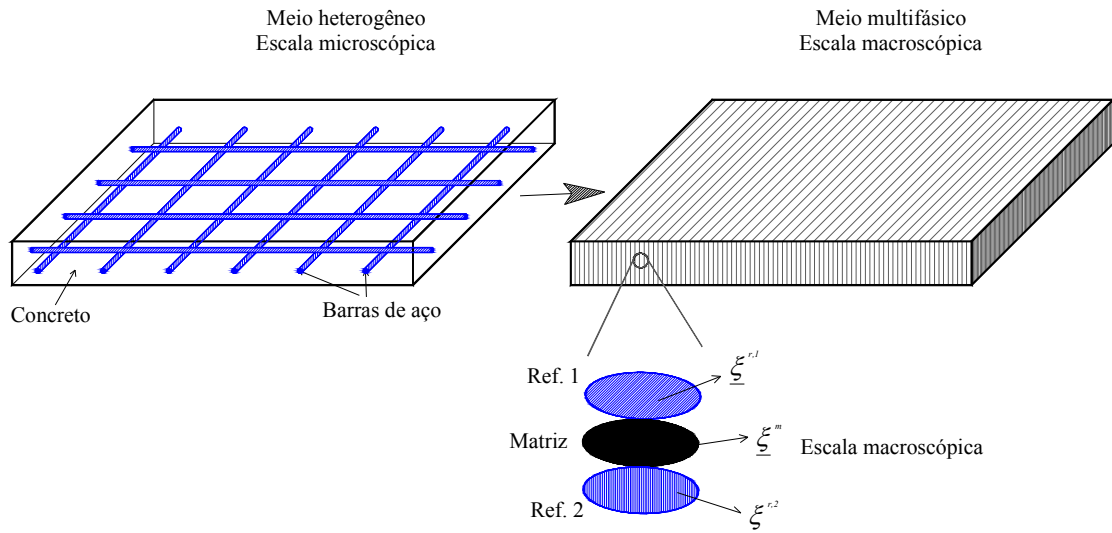 Meio heterogêneo
Escala microscópica
Meio multifásico
Escala macroscópica
Concreto
Barras de aço
Ref. 1
ξ^{r,1}
Matriz
ξ^m
Escala macroscópica
Ref. 2
ξ^{r,2}